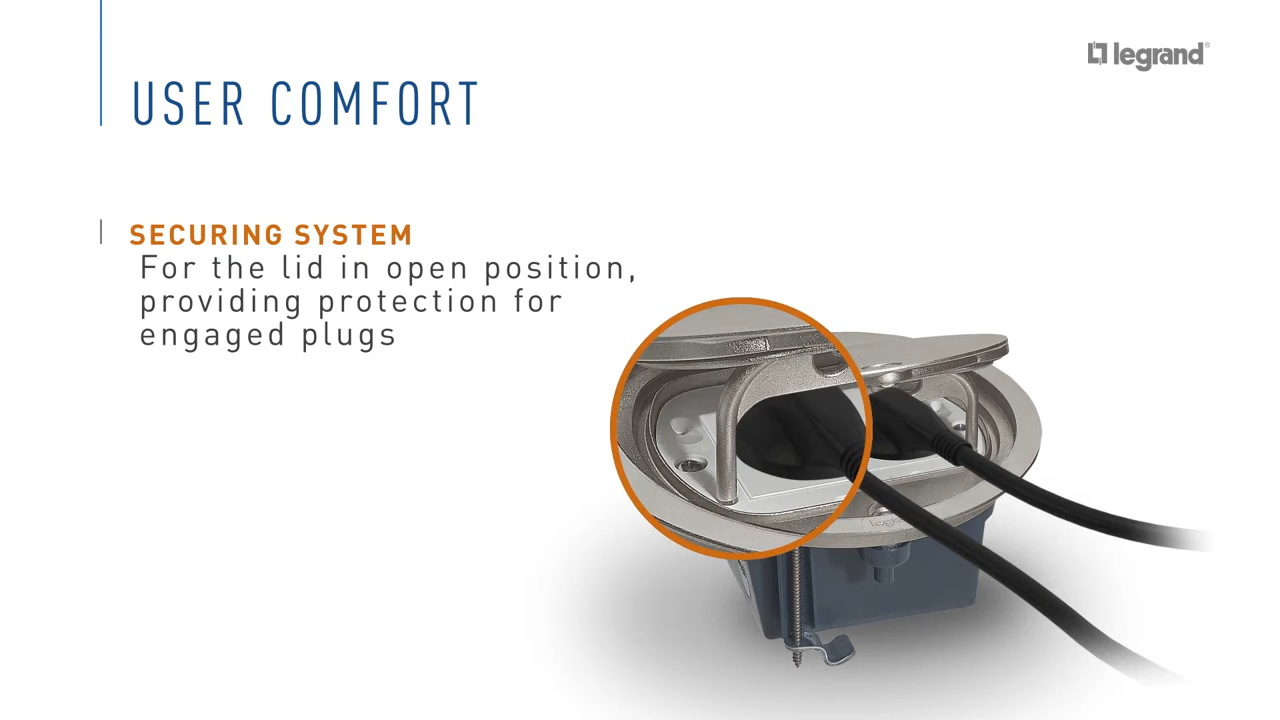 legrand®
USER COMFORT
SECURING SYSTEM
For the lid in open position,
providing protection for
engaged plugs